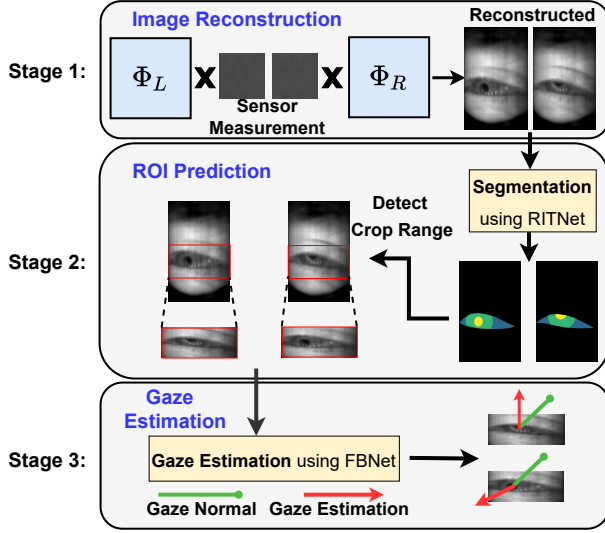 Stage 1:
Image Reconstruction
Φ_L
X
Sensor
Measurement
X
Φ_R
Reconstructed
Stage 2:
ROI Prediction
Segmentation
using RITNet
Detect
Crop Range
Stage 3:
Gaze
Estimation
Gaze Estimation using FBNet
Gaze Normal
Gaze Estimation